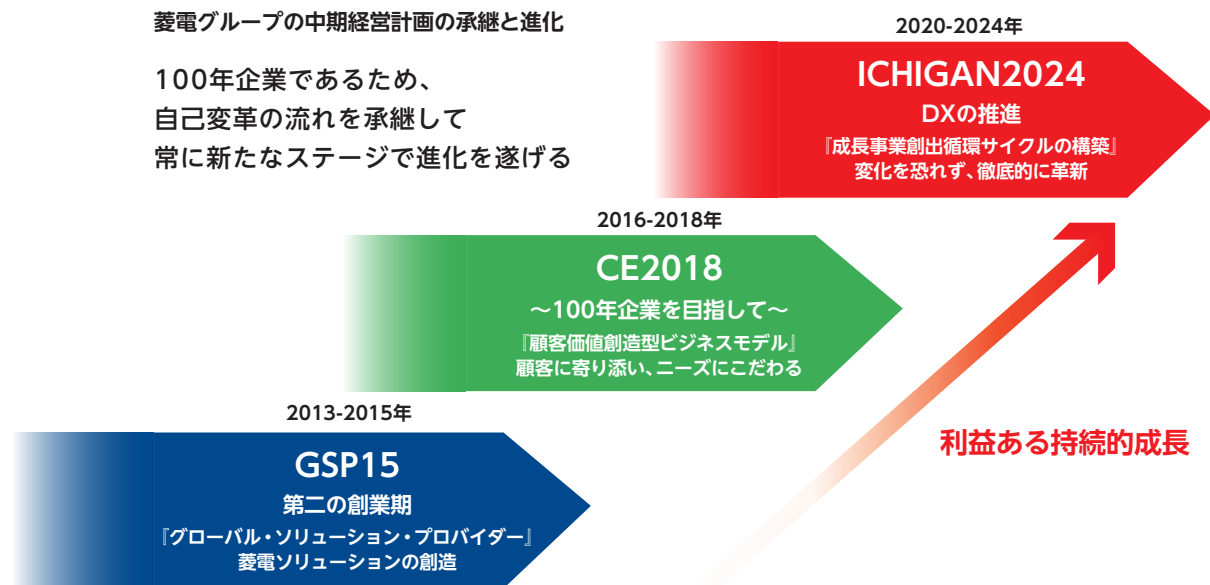 菱電グループの中期経営計画の承継と進化
100年企業であるため、
自己変革の流れを承継して
常に新たなステージで進化を遂げる
2020-2024年
ICHIGAN2024
DXの推進
『成長事業創出循環サイクルの構築』
変化を恐れず、徹底的に革新
2016-2018年
CE2018
～100年企業を目指して～
『顧客価値創造型ビジネスモデル』
顧客に寄り添い、ニーズにこだわる
2013-2015年
GSP15
第二の創業期
『グローバル・ソリューション・プロバイダー』
菱電ソリューションの創造
利益ある持続的成長